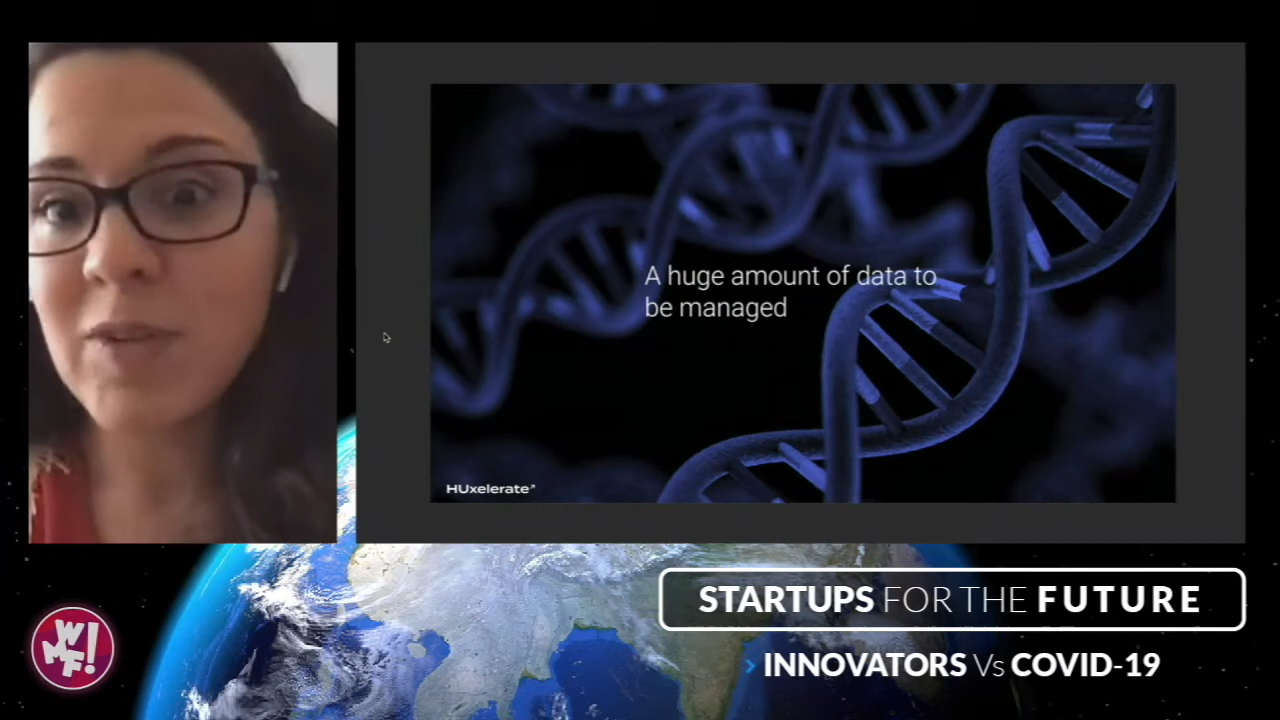 A huge amount of data to
be managed
HUxelerate
STARTUPS FOR THE FUTURE
WMF!
› INNOVATORS Vs COVID-19